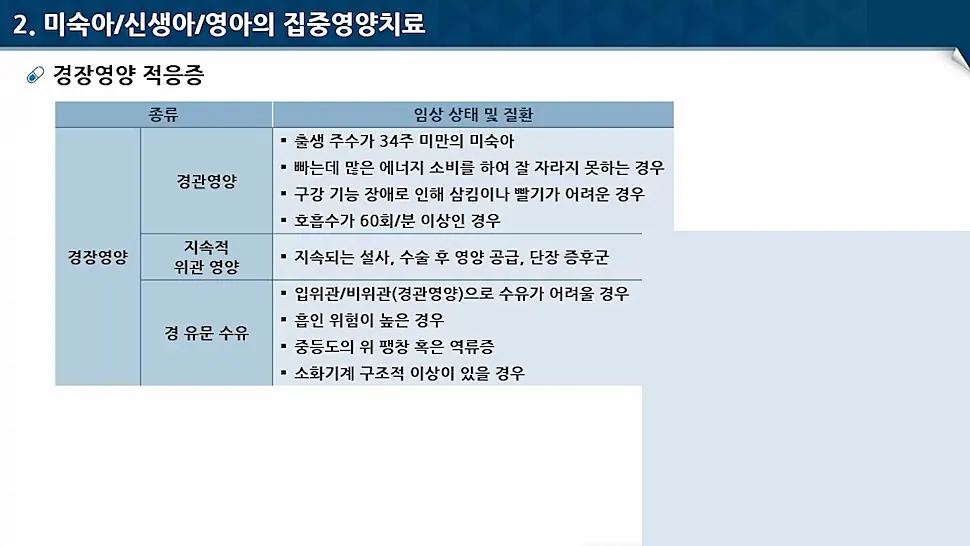 2. 미숙아/신생아/영아의 집중영양치료
경장영양 적응증
종류
임상 상태 및 질환
경장영양
경관영양
▪ 출생 주수가 34주 미만의 미숙아
▪ 빠는데 많은 에너지 소비를 하여 잘 자라지 못하는 경우
▪ 구강 기능 장애로 인해 삼킴이나 빨기가 어려운 경우
▪ 호흡수가 60회/분 이상인 경우
지속적
위관 영양
▪ 지속되는 설사, 수술 후 영양 공급, 단장 증후군
경 유문 수유
▪ 입위관/비위관(경관영양)으로 수유가 어려울 경우
▪ 흡인 위험이 높은 경우
▪ 중등도의 위 팽창 혹은 역류증
▪ 소화기계 구조적 이상이 있을 경우